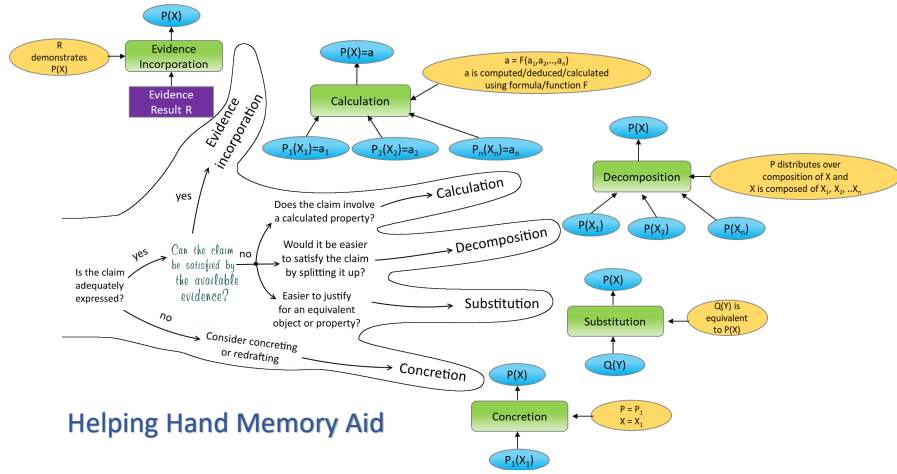 P(X)
R
demonstrates
P(X)
Evidence
Incorporation
Evidence
Result R
Evidence
incorporation
P(X)=a
a = F(a₁,a₂,..,aₙ)
a is computed/deduced/calculated
using formula/function F
Calculation
P₁(X₁)=a₁
P₂(X₂)=a₂
Pₙ(Xₙ)=aₙ
P(X)
Decomposition
P distributes over
composition of X and
X is composed of X₁, X₂, ..Xₙ
P(X₁)
P(X₂)
P(Xₙ)
yes
Does the claim involve
a calculated property?
Calculation
yes
Can the claim
be satisfied by
the available
evidence?
no
Would it be easier
to satisfy the claim
by splitting it up?
Decomposition
Is the claim
adequately
expressed?
Easier to justify
for an equivalent
object or property?
Substitution
no
Consider concreting
or redrafting
Concretion
P(X)
Substitution
Q(Y) is
equivalent
to P(X)
Q(Y)
P(X)
Concretion
P = P₁
X = X₁
P₁(X₁)
Helping Hand Memory Aid